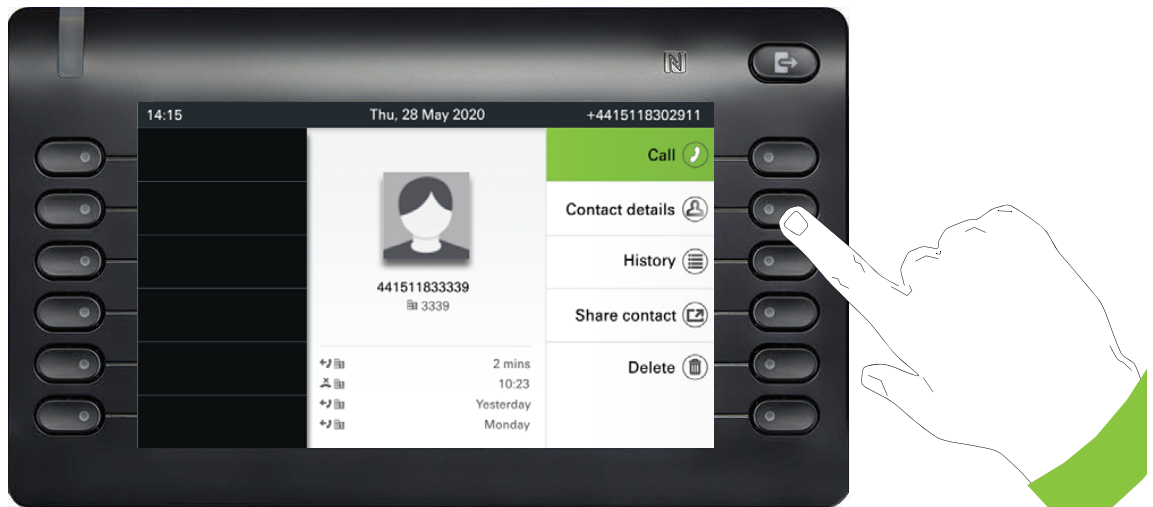 14:15 Thu, 28 May 2020 +4415118302911
Call
Contact details
History
Share contact
Delete
441511833339
3339
2 mins
10:23
Yesterday
Monday